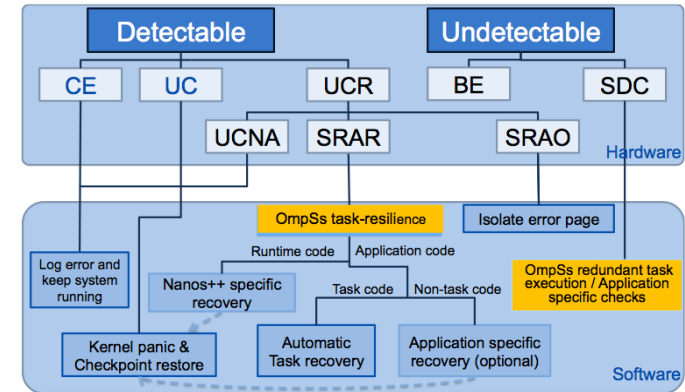 Detectable
Undetectable
CE
UC
UCR
BE
SDC
UCNA
SRAR
SRAO
Hardware
OmpSs task-resilience
Isolate error page
Runtime code
Application code
Log error and
keep system
running
Nanos++ specific
recovery
Task code
Non-task code
OmpSs redundant task
execution / Application
specific checks
Kernel panic &
Checkpoint restore
Automatic
Task recovery
Application specific
recovery (optional)
Software